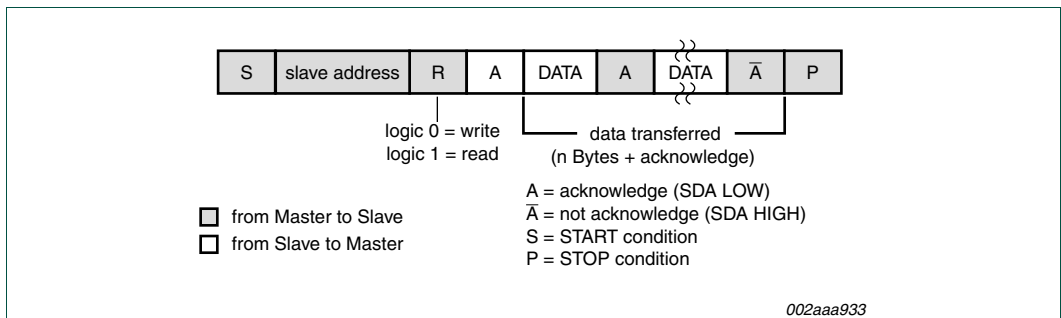 S slave address R A DATA A DATA A̅ P
logic 0 = write
logic 1 = read
data transferred
(n Bytes + acknowledge)
A = acknowledge (SDA LOW)
A̅ = not acknowledge (SDA HIGH)
S = START condition
P = STOP condition
from Master to Slave
from Slave to Master
002aaa933